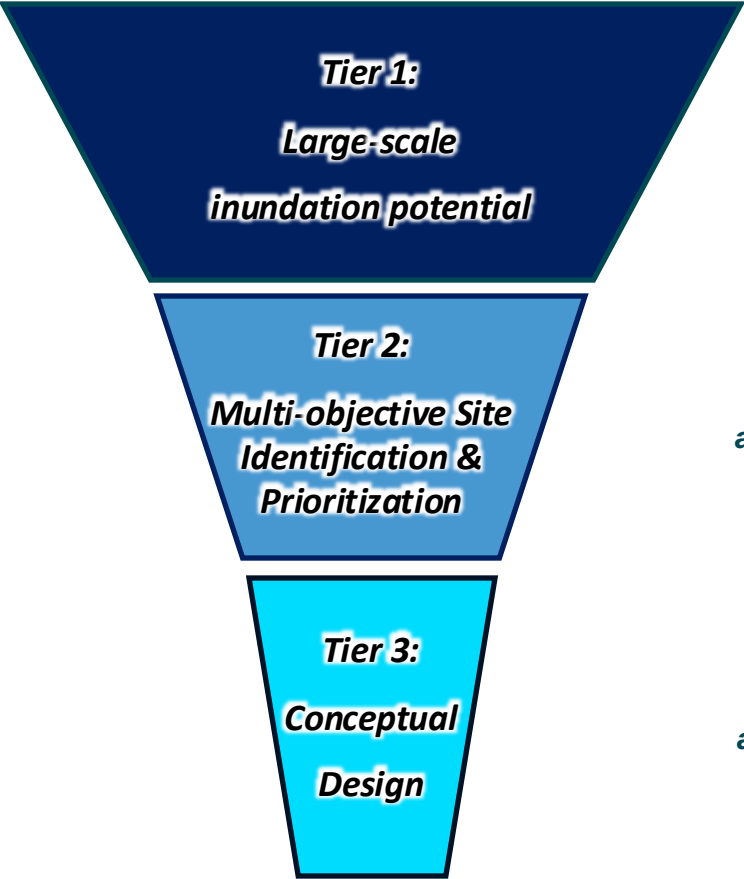 Tier 1:
Large-scale
inundation potential
Tier 2:
Multi-objective Site
Identification &
Prioritization
a
Tier 3:
Conceptual
a
Design